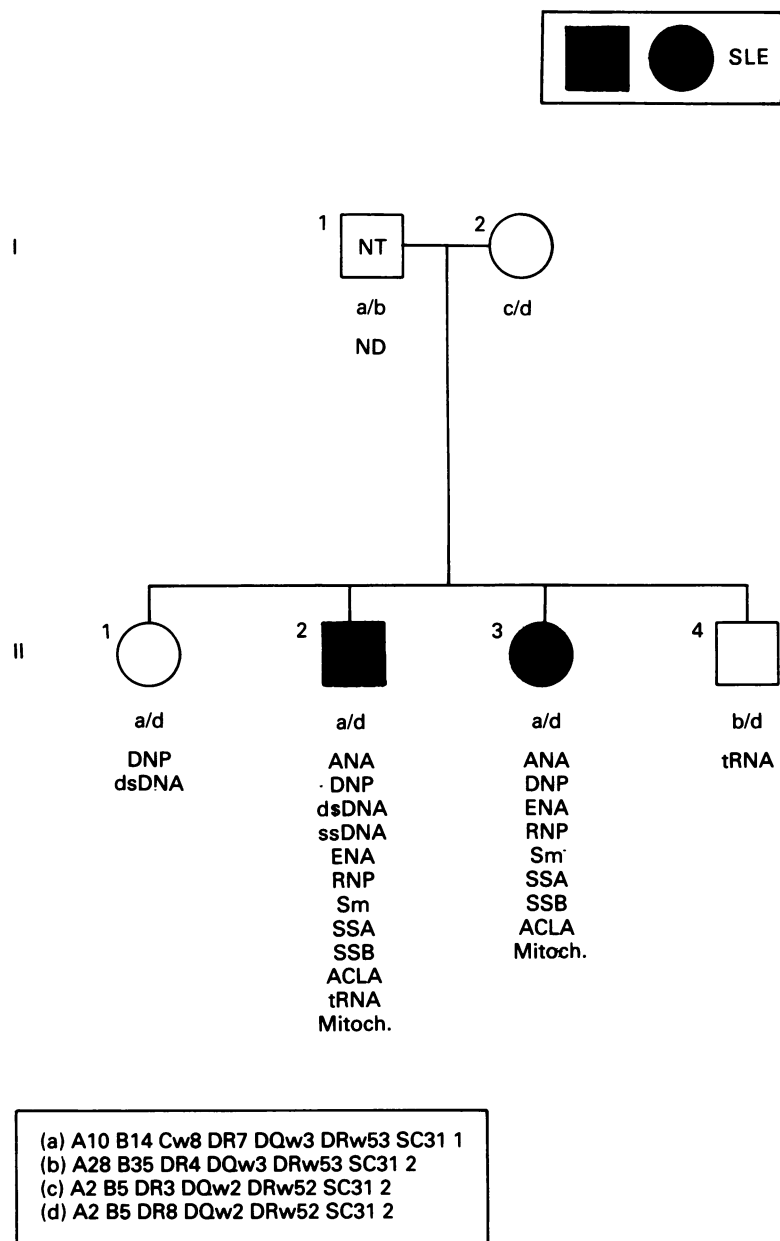 SLE
I
1
NT
2
a/b
c/d
ND
II
1
2
3
4
a/d
a/d
a/d
b/d
DNP
dsDNA
ANA
DNP
dsDNA
ssDNA
ENA
RNP
Sm
SSA
SSB
ACLA
tRNA
Mitoch.
ANA
DNP
ENA
RNP
Sm
SSA
SSB
ACLA
Mitoch.
tRNA
(a) A10 B14 Cw8 DR7 DQw3 DRw53 SC31 1
(b) A28 B35 DR4 DQw3 DRw53 SC31 2
(c) A2 B5 DR3 DQw2 DRw52 SC31 2
(d) A2 B5 DR8 DQw2 DRw52 SC31 2